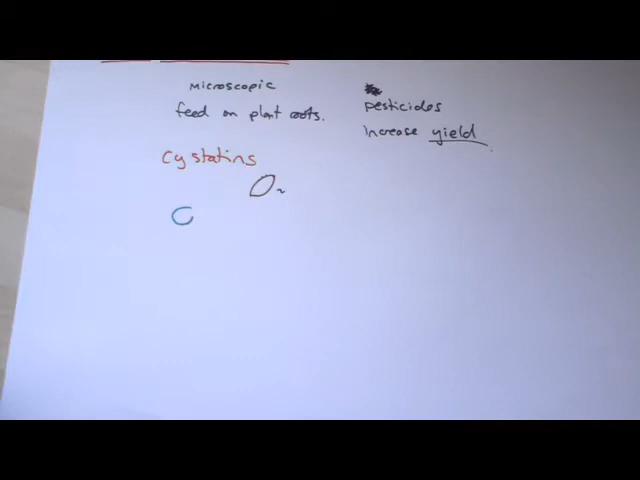 Microscopic
feed on plant roots.
pesticides
Increase yield
Cystatins